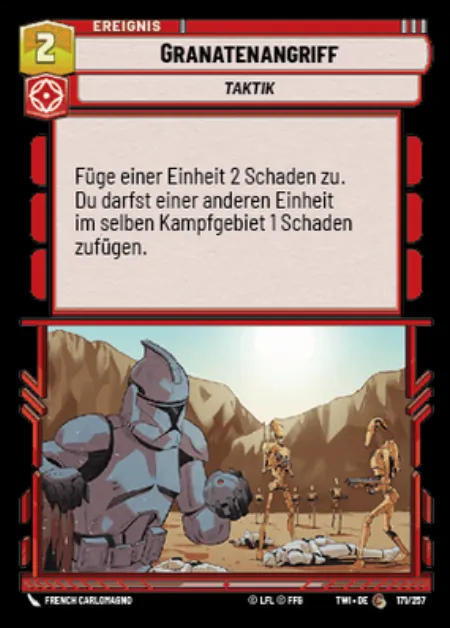 EREIGNIS
2
GRANATENANGRIFF
TAKTIK
Füge einer Einheit 2 Schaden zu.
Du darfst einer anderen Einheit
im selben Kampfgebiet 1 Schaden
zufügen.
FRENCH CARLOMAGNO
© LFL © FFG
TWI • DE
C
171/257